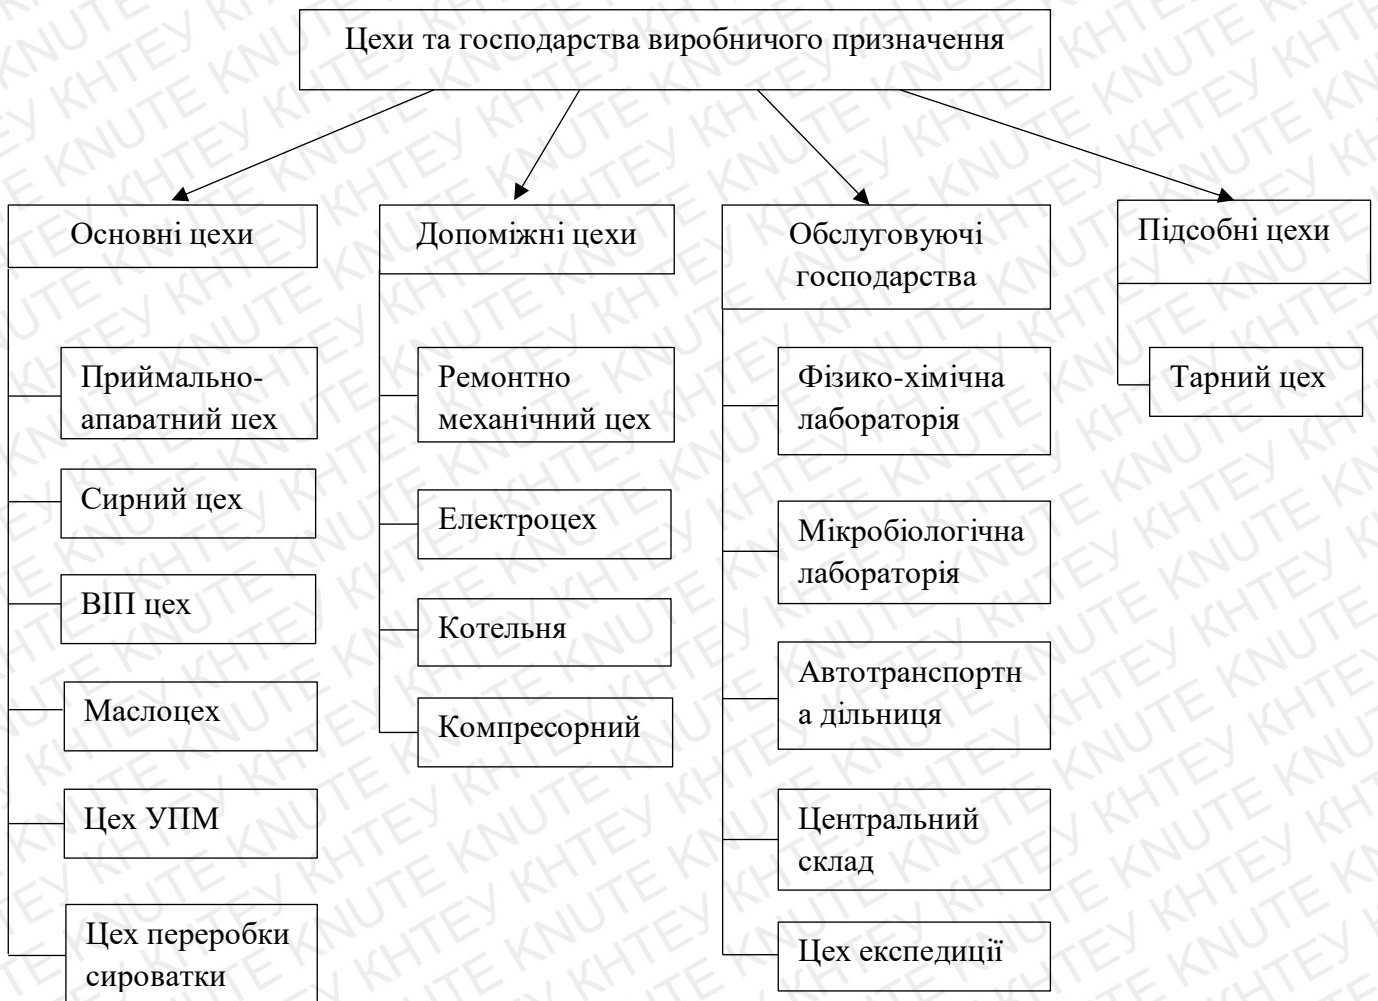 Цехи та господарства виробничого призначення
Основні цехи
Приймально-
апаратний цех
Сирний цех
ВІП цех
Маслоцех
Цех УПМ
Цех переробки
сироватки
Допоміжні цехи
Ремонтно
механічний цех
Електроцех
Котельня
Компресорний
Обслуговуючі
господарства
Фізико-хімічна
лабораторія
Мікробіологічна
лабораторія
Автотранспортн
а дільниця
Центральний
склад
Цех експедиції
Підсобні цехи
Тарний цех